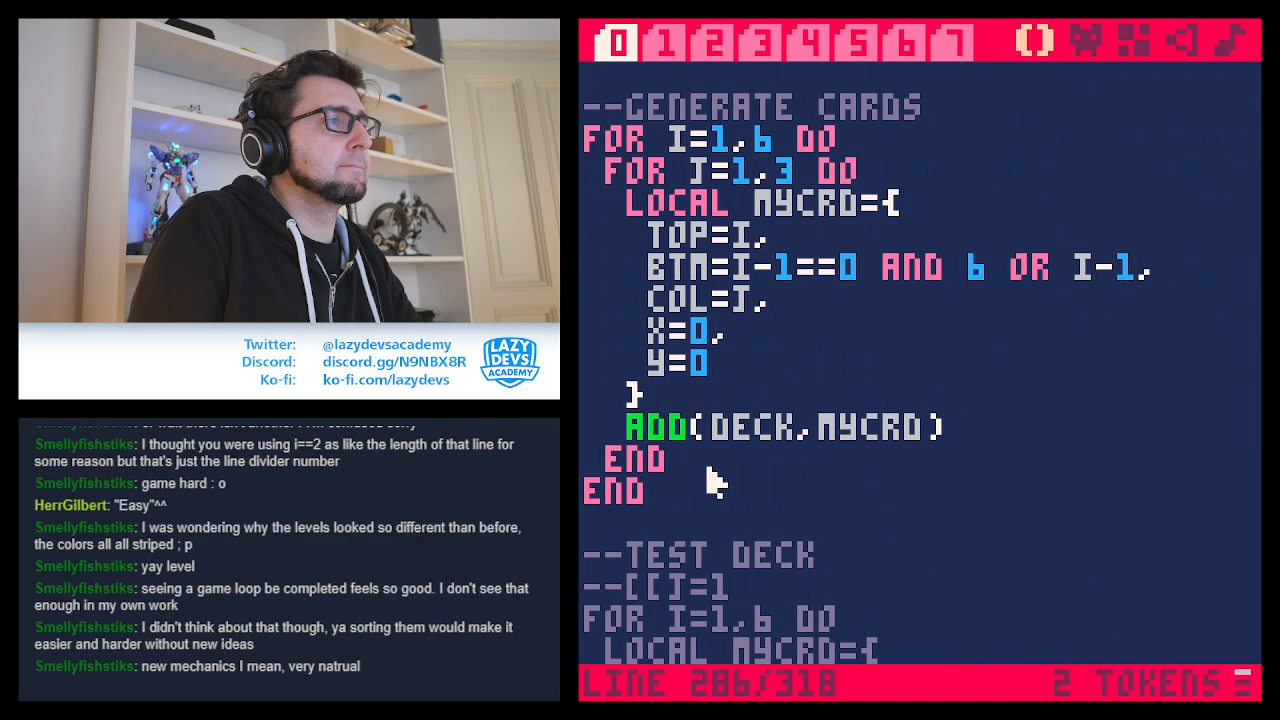 Twitter: @lazydevsacademy
Discord: discord.gg/N9NBX8R
Ko-fi: ko-fi.com/lazydevs
LAZY
DEVS
ACADEMY
Smellyfishstiks: I thought you were using i==2 as like the length of that line for
some reason but that's just the line divider number
Smellyfishstiks: game hard : o
HerrGilbert: "Easy"^^
Smellyfishstiks: I was wondering why the levels looked so different than before,
the colors all all striped ; p
Smellyfishstiks: yay level
Smellyfishstiks: seeing a game loop be completed feels so good. I don't see that
enough in my own work
Smellyfishstiks: I didn't think about that though, ya sorting them would make it
easier and harder without new ideas
Smellyfishstiks: new mechanics I mean, very natrual
0 1 2 3 4 5 6 7 ()
--GENERATE CARDS
FOR I=1,6 DO
FOR J=1,3 DO
LOCAL MYCRD={
TOP=I,
BTM=I-1==0 AND 6 OR I-1,
COL=J,
X=0,
Y=0
}
ADD(DECK,MYCRD)
END
END
--TEST DECK
--[[J=1
FOR I=1,6 DO
LOCAL MYCRD={
LINE 286/318 2 TOKENS